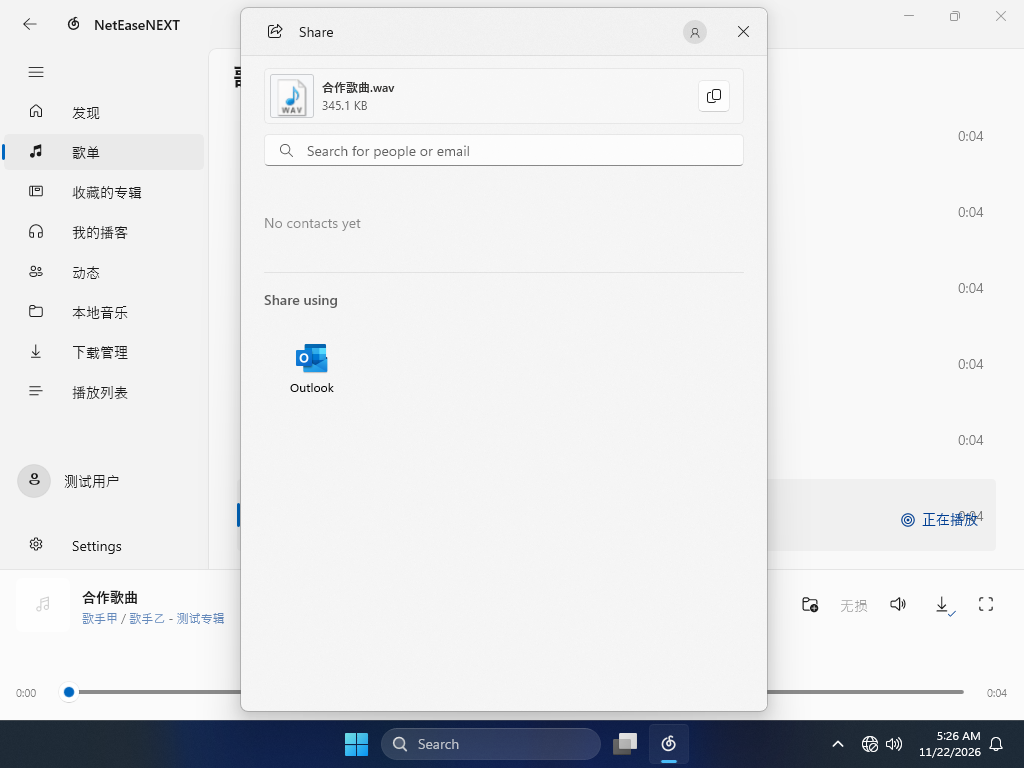 NetEaseNEXT
发现
歌单
收藏的专辑
我的播客
动态
本地音乐
下载管理
播放列表
测试用户
Settings
Share
合作歌曲.wav
345.1 KB
WAV
Search for people or email
No contacts yet
Share using
Outlook
0:04
0:04
0:04
0:04
0:04
0:04
正在播放
合作歌曲
歌手甲 / 歌手乙 - 测试专辑
无损
0:00
0:04
Search
5:26 AM
11/22/2026